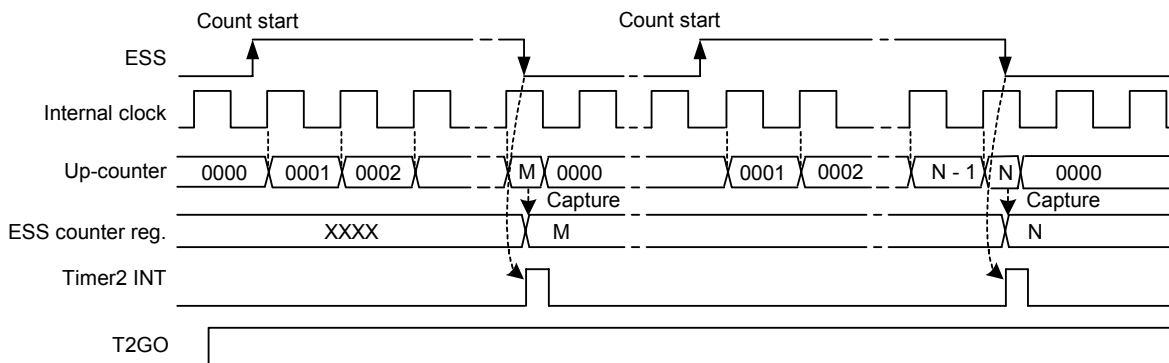 Count start Count start
ESS
Internal clock
Up-counter 0000 0001 0002 M 0000 0001 0002 N - 1 N 0000
Capture Capture
ESS counter reg. XXXX M N
Timer2 INT
T2GO